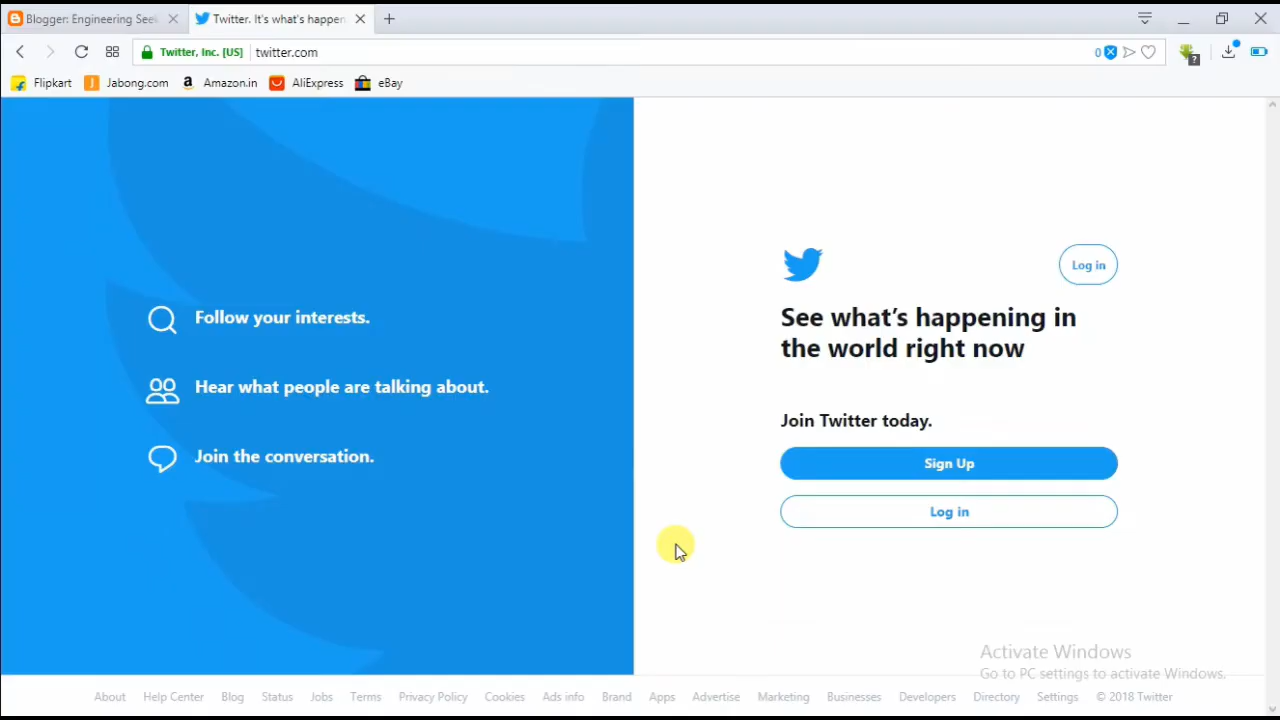 Blogger: Engineering Seek
Twitter. It's what's happen
Twitter, Inc. [US] twitter.com
0
?
Flipkart Jabong.com Amazon.in AliExpress eBay
Follow your interests.
Hear what people are talking about.
Join the conversation.
Log in
See what's happening in
the world right now
Join Twitter today.
Sign Up
Log in
Activate Windows
Go to PC settings to activate Windows.
About Help Center Blog Status Jobs Terms Privacy Policy Cookies Ads info Brand Apps Advertise Marketing Businesses Developers Directory Settings © 2018 Twitter